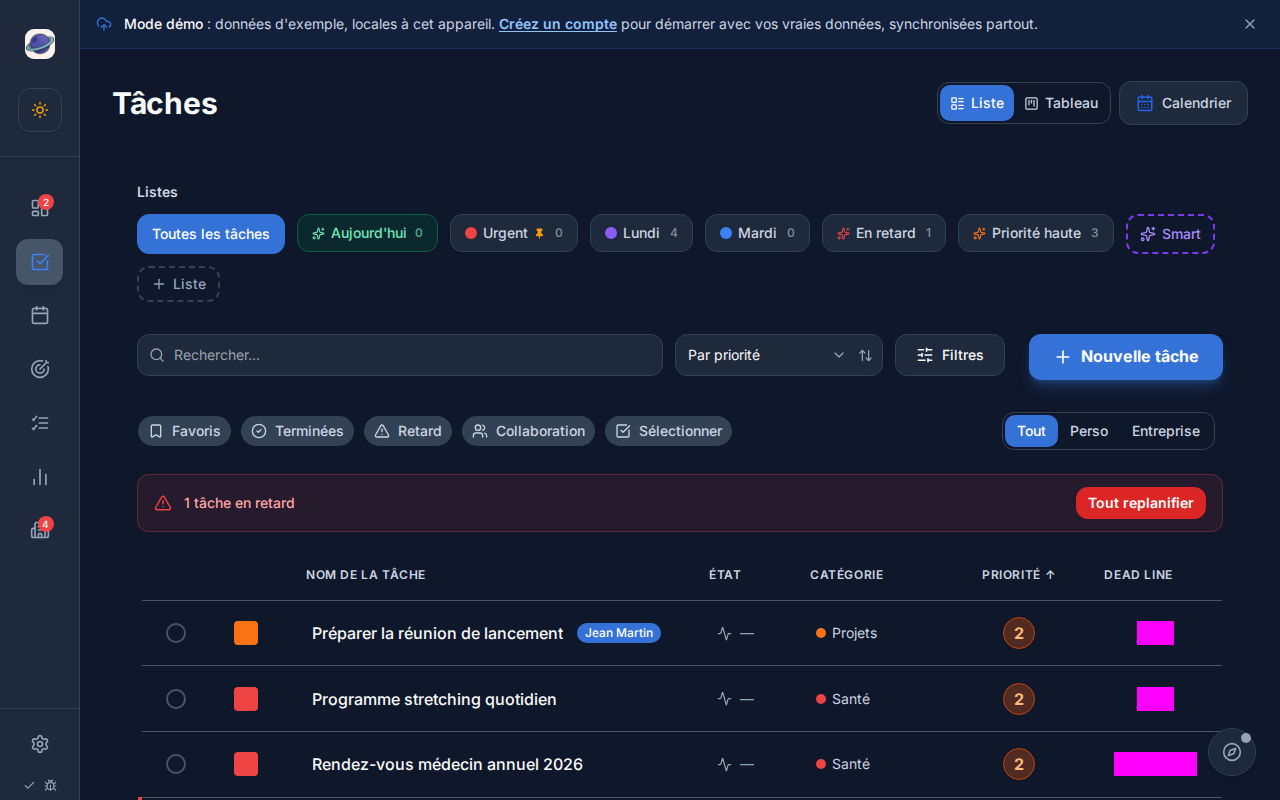 Mode démo : données d'exemple, locales à cet appareil. Créez un compte pour démarrer avec vos vraies données, synchronisées partout.
Tâches
Liste
Tableau
Calendrier
2
4
Listes
Toutes les tâches
Aujourd'hui 0
Urgent 0
Lundi 4
Mardi 0
En retard 1
Priorité haute 3
Smart
Liste
Rechercher...
Par priorité
Filtres
Nouvelle tâche
Favoris
Terminées
Retard
Collaboration
Sélectionner
Tout
Perso
Entreprise
1 tâche en retard
Tout replanifier
NOM DE LA TÂCHE
ÉTAT
CATÉGORIE
PRIORITÉ ↑
DEAD LINE
Préparer la réunion de lancement Jean Martin — Projets 2
Programme stretching quotidien — Santé 2
Rendez-vous médecin annuel 2026 — Santé 2